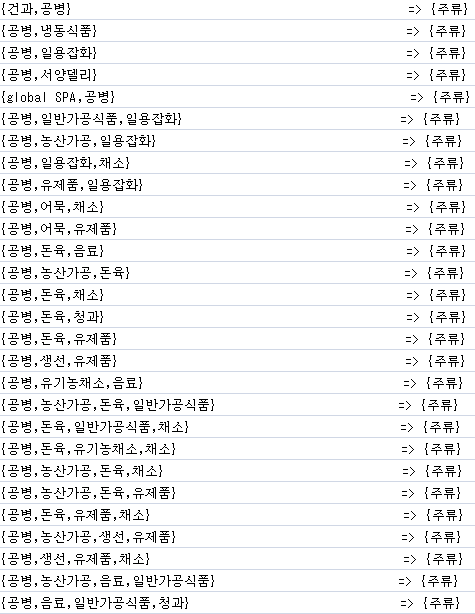 {건과,공병} => {주류}
{공병,냉동식품} => {주류}
{공병,일용잡화} => {주류}
{공병,서양델리} => {주류}
{global SPA,공병} => {주류}
{공병,일반가공식품,일용잡화} => {주류}
{공병,농산가공,일용잡화} => {주류}
{공병,일용잡화,채소} => {주류}
{공병,유제품,일용잡화} => {주류}
{공병,어묵,채소} => {주류}
{공병,어묵,유제품} => {주류}
{공병,돈육,음료} => {주류}
{공병,농산가공,돈육} => {주류}
{공병,돈육,채소} => {주류}
{공병,돈육,청과} => {주류}
{공병,돈육,유제품} => {주류}
{공병,생선,유제품} => {주류}
{공병,유기농채소,음료} => {주류}
{공병,농산가공,돈육,일반가공식품} => {주류}
{공병,돈육,일반가공식품,채소} => {주류}
{공병,돈육,유기농채소,채소} => {주류}
{공병,농산가공,돈육,채소} => {주류}
{공병,농산가공,돈육,유제품} => {주류}
{공병,돈육,유제품,채소} => {주류}
{공병,농산가공,생선,유제품} => {주류}
{공병,생선,유제품,채소} => {주류}
{공병,농산가공,음료,일반가공식품} => {주류}
{공병,음료,일반가공식품,청과} => {주류}